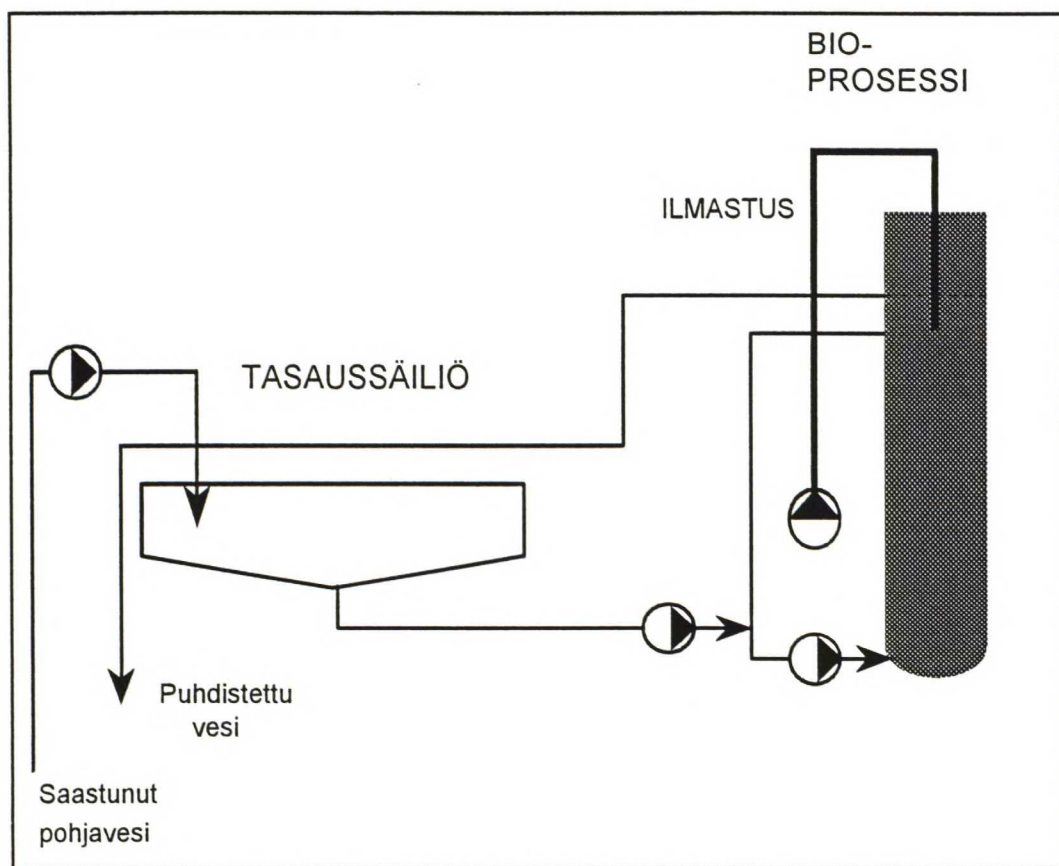 BIO-
PROSESSI
ILMASTUS
TASAUSSÄILIÖ
Puhdistettu
vesi
Saastunut
pohjavesi